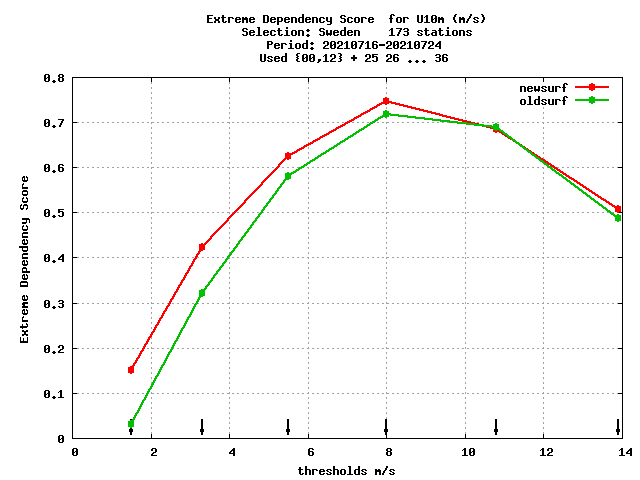 Extreme Dependency Score  for U10m (m/s)
Selection: Sweden    173 stations
Period: 20210716-20210724
Used {00,12} + 25 26 ... 36
newsurf
oldsurf
Extreme Dependency Score
0.8
0.7
0.6
0.5
0.4
0.3
0.2
0.1
0
0 2 4 6 8 10 12 14
thresholds m/s